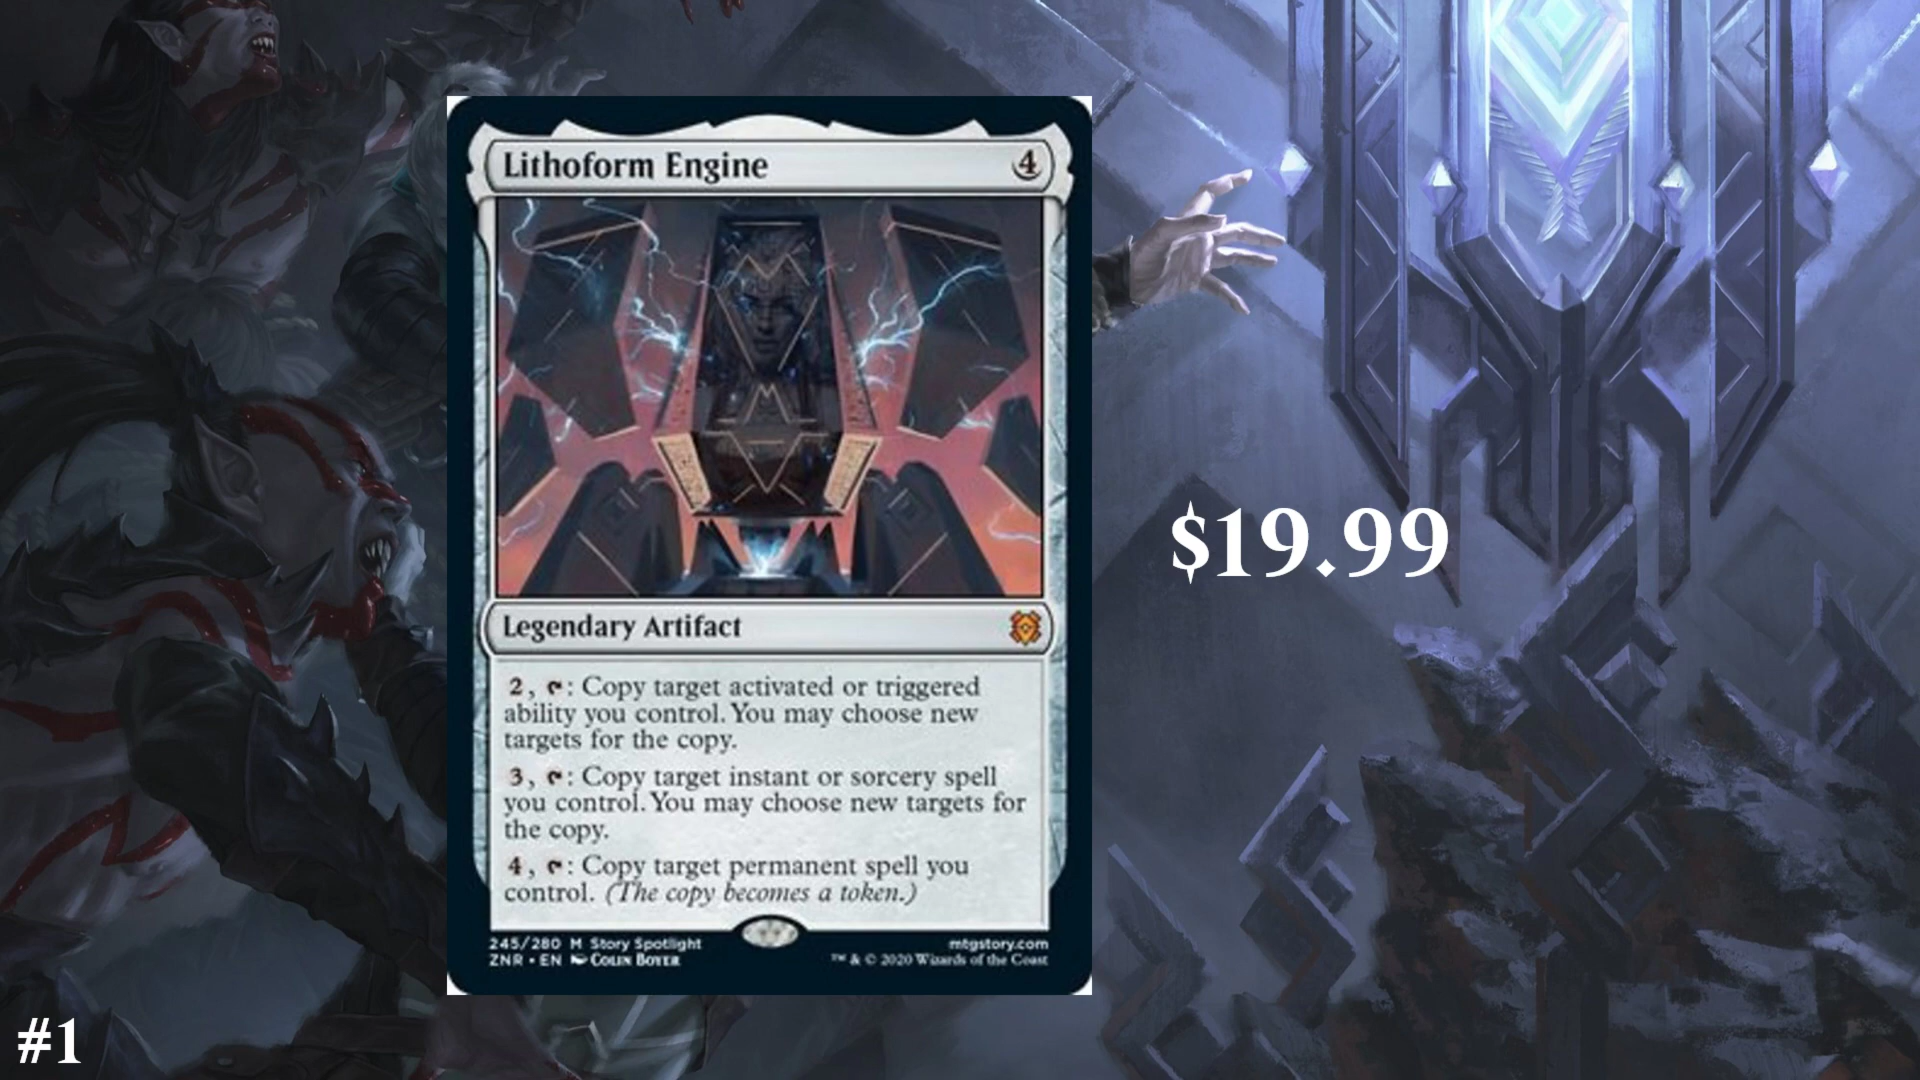 Lithoform Engine 4
$19.99
Legendary Artifact
2, : Copy target activated or triggered
ability you control. You may choose new
targets for the copy.
3, : Copy target instant or sorcery spell
you control. You may choose new targets for
the copy.
4, : Copy target permanent spell you
control. (The copy becomes a token.)
245/280 M Story Spotlight
mtgstory.com
ZNR • EN Colin Boyer
™ & © 2020 Wizards of the Coast
#1